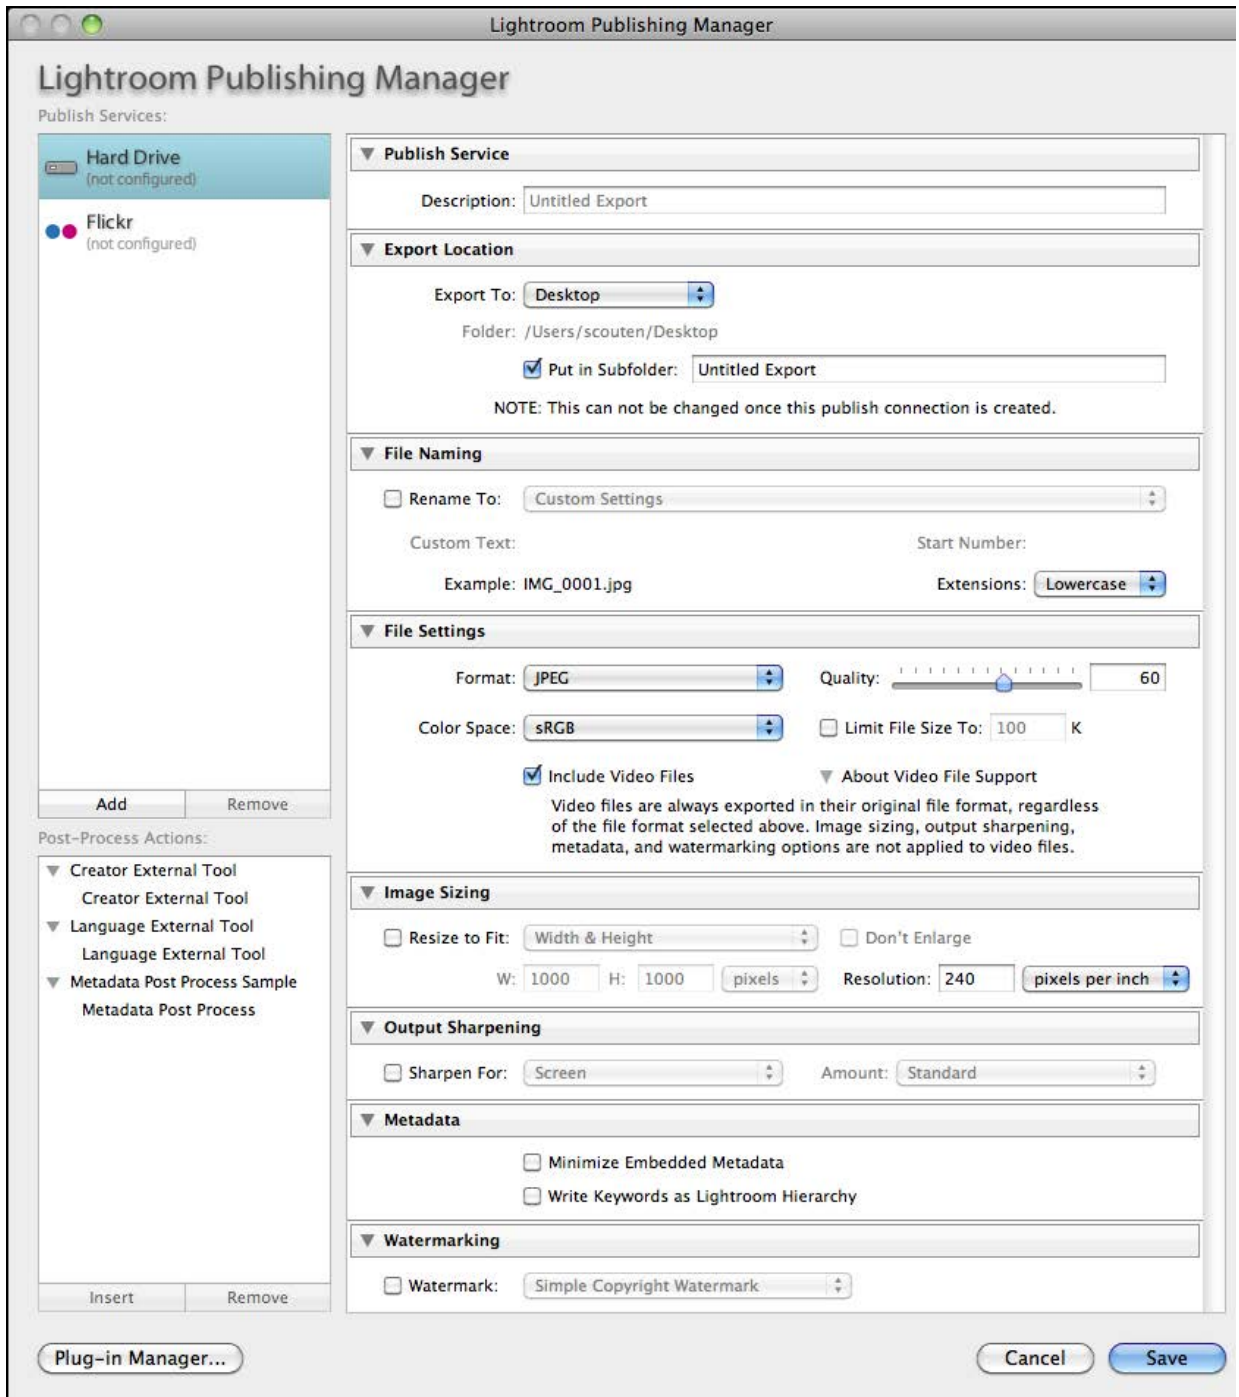 Lightroom Publishing Manager
Lightroom Publishing Manager
Publish Services:
Hard Drive
(not configured)
Flickr
(not configured)
Add Remove
Post-Process Actions:
Creator External Tool
Creator External Tool
Language External Tool
Language External Tool
Metadata Post Process Sample
Metadata Post Process
Insert Remove
Publish Service
Description: Untitled Export
Export Location
Export To: Desktop
Folder: /Users/scouten/Desktop
Put in Subfolder: Untitled Export
NOTE: This can not be changed once this publish connection is created.
File Naming
Rename To: Custom Settings
Custom Text: Start Number:
Example: IMG_0001.jpg Extensions: Lowercase
File Settings
Format: JPEG Quality: 60
Color Space: sRGB Limit File Size To: 100 K
Include Video Files About Video File Support
Video files are always exported in their original file format, regardless
of the file format selected above. Image sizing, output sharpening,
metadata, and watermarking options are not applied to video files.
Image Sizing
Resize to Fit: Width & Height Don't Enlarge
W: 1000 H: 1000 pixels Resolution: 240 pixels per inch
Output Sharpening
Sharpen For: Screen Amount: Standard
Metadata
Minimize Embedded Metadata
Write Keywords as Lightroom Hierarchy
Watermarking
Watermark: Simple Copyright Watermark
Plug-in Manager... Cancel Save